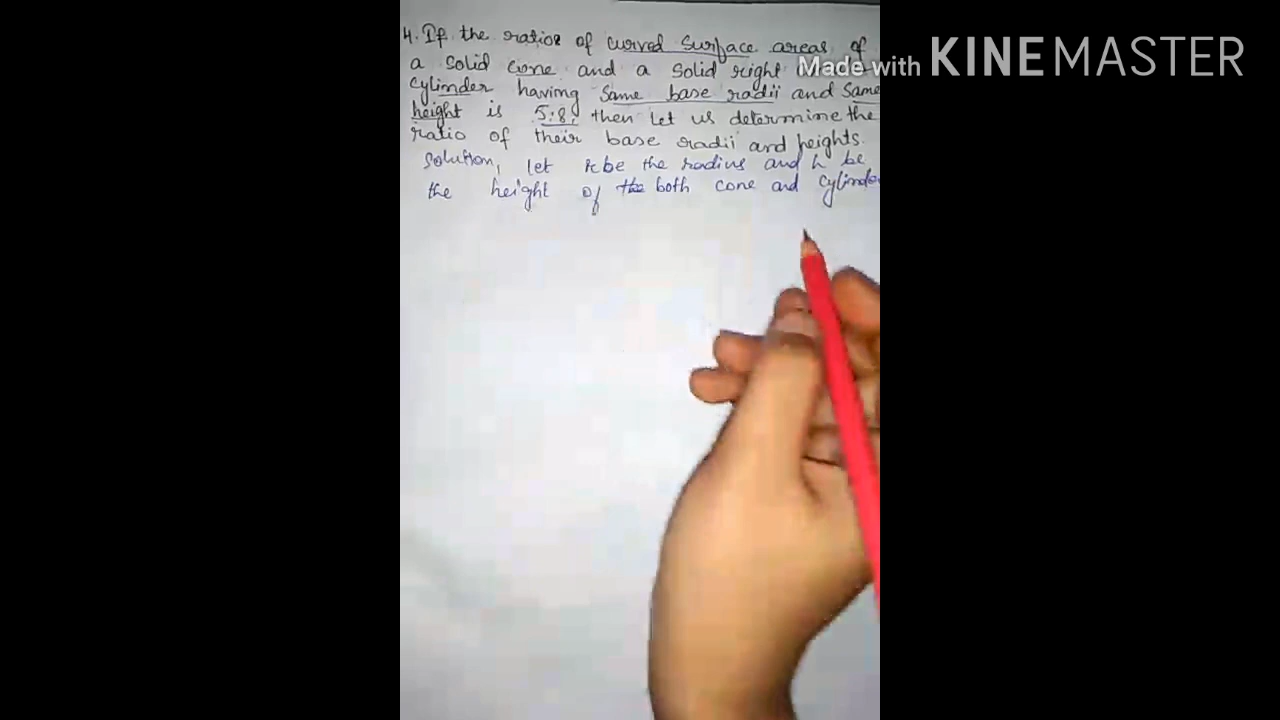 4. If the ratios of curved surface areas of
a solid cone and a solid right
cylinder having same base radii and same
height is 5:8, then let us determine the
ratio of their base radii and heights.
solution, let r be the radius and h be
the height of the both cone and cylinder
Made with KINEMASTER